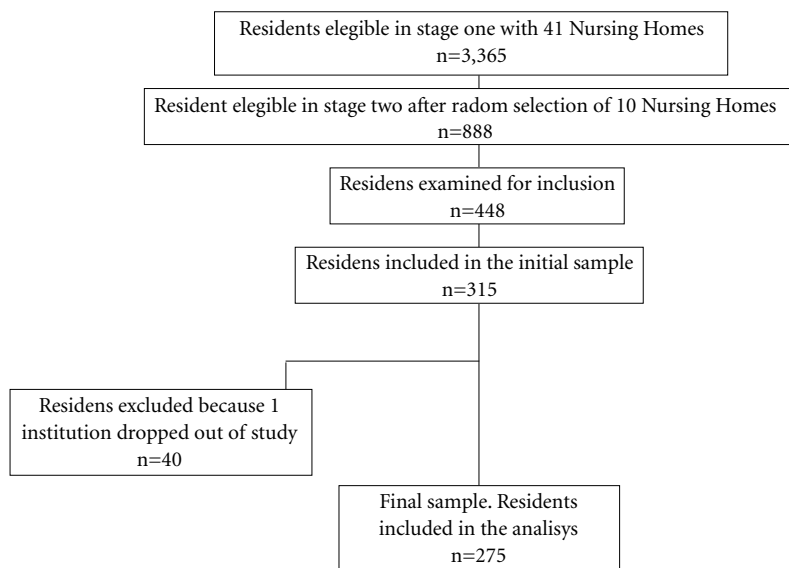 Residents elegible in stage one with 41 Nursing Homes
n=3,365
Resident elegible in stage two after radom selection of 10 Nursing Homes
n=888
Residens examined for inclusion
n=448
Residens included in the initial sample
n=315
Residens excluded because 1
institution dropped out of study
n=40
Final sample. Residents
included in the analisys
n=275